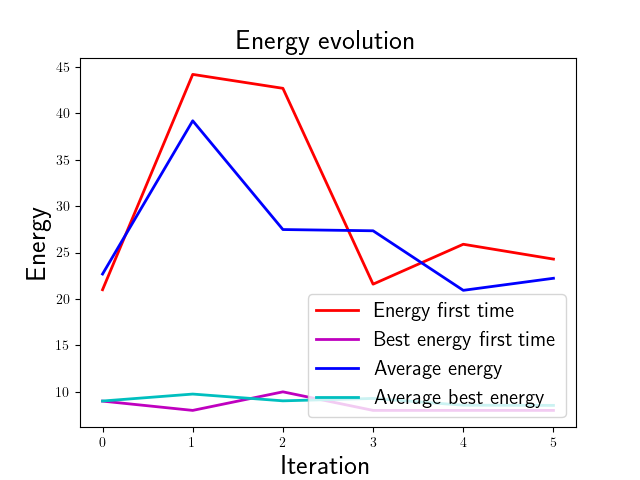 Energy evolution
Energy
45
40
35
30
25
20
15
10
Energy first time
Best energy first time
Average energy
Average best energy
0 1 2 3 4 5
Iteration